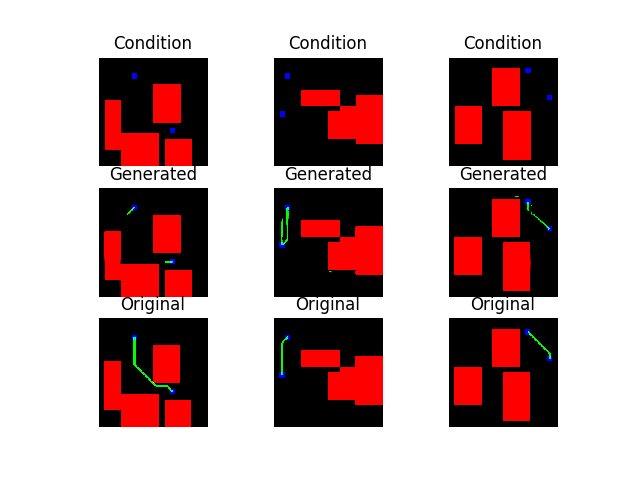 Condition Condition Condition
Generated Generated Generated
Original Original Original